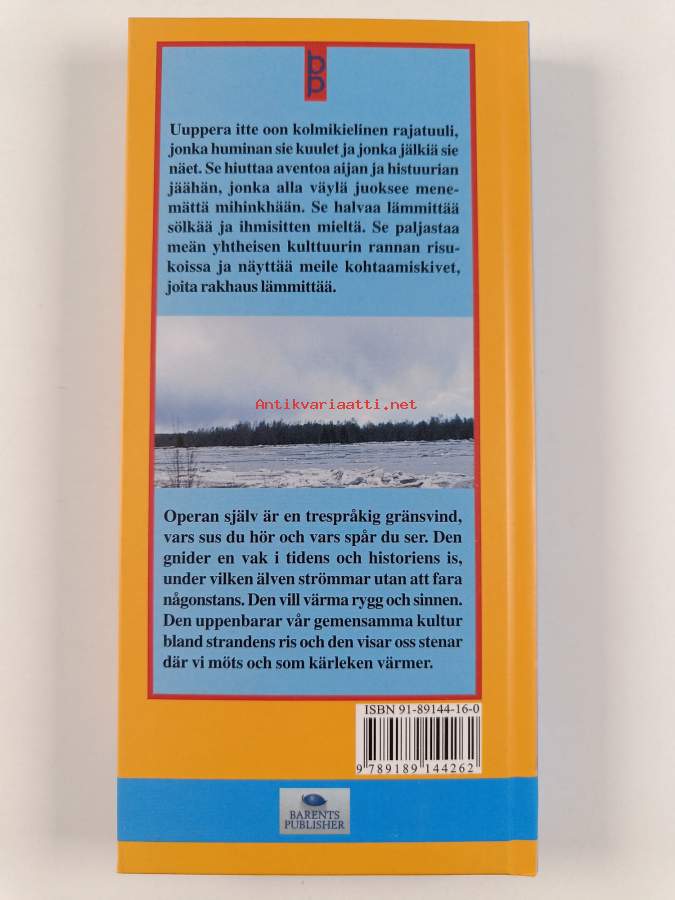 bp
Uuppera itte oon kolmikielinen rajatuuli,
jonka huminan sie kuulet ja jonka jälkiä sie
näet. Se hiuttaa aventoa aijan ja histuurian
jäähän, jonka alla väylä juoksee mene-
mättä mihinkhään. Se halvaa lämmittää
sölkää ja ihmisitten mieltä. Se paljastaa
meän yhtheisen kulttuurin rannan risu-
koissa ja näyttää meile kohtaamiskivet,
joita rakhaus lämmittää.
Antikvariaatti.net
Operan själv är en trespråkig gränsvind,
vars sus du hör och vars spår du ser. Den
gnider en vak i tidens och historiens is,
under vilken älven strömmar utan att fara
någonstans. Den vill värma rygg och sinnen.
Den uppenbarar vår gemensamma kultur
bland strandens ris och den visar oss stenar
där vi möts och som kärleken värmer.
ISBN 91-89144-16-0
9 789189 144262
BARENTS
PUBLISHER